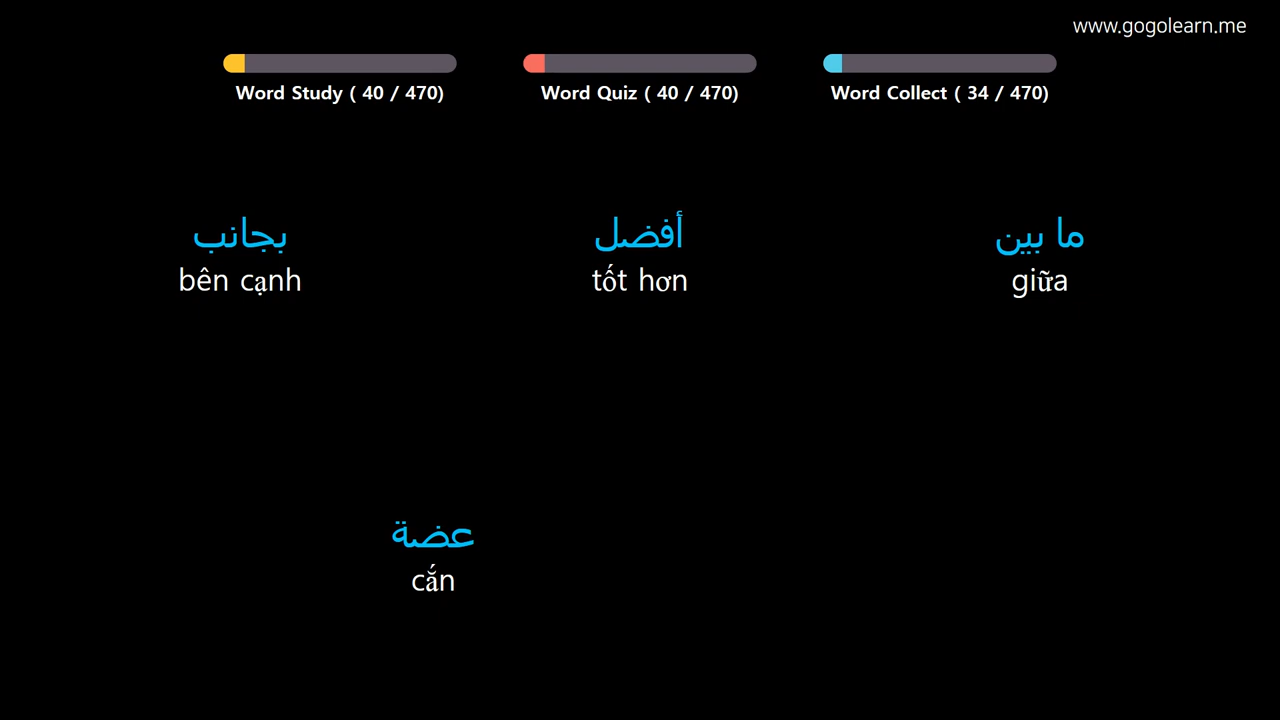 www.gogolearn.me
Word Study ( 40 / 470)
Word Quiz ( 40 / 470)
Word Collect ( 34 / 470)
بجانب
bên cạnh
أفضل
tốt hơn
ما بين
giữa
عضة
cắn